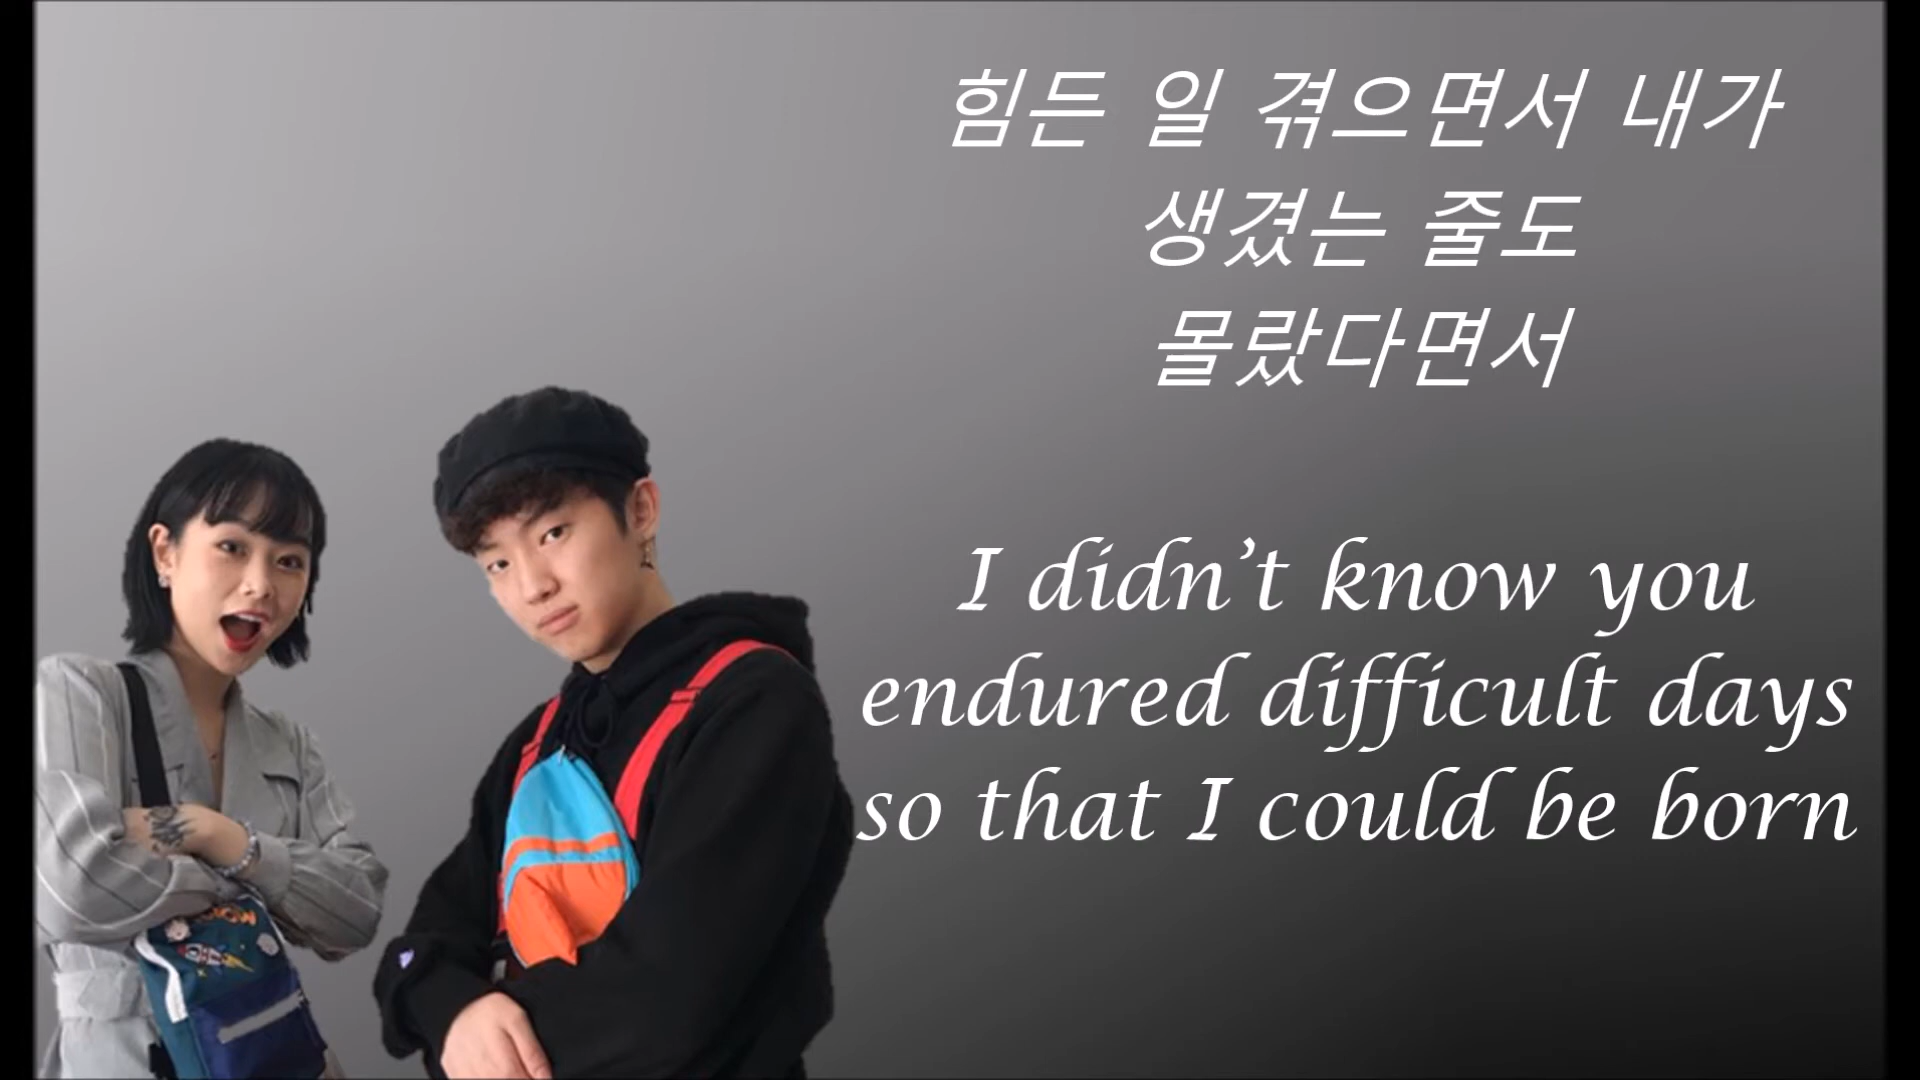 힘든 일 겪으면서 내가
생겼는 줄도
몰랐다면서
I didn't know you
endured difficult days
so that I could be born